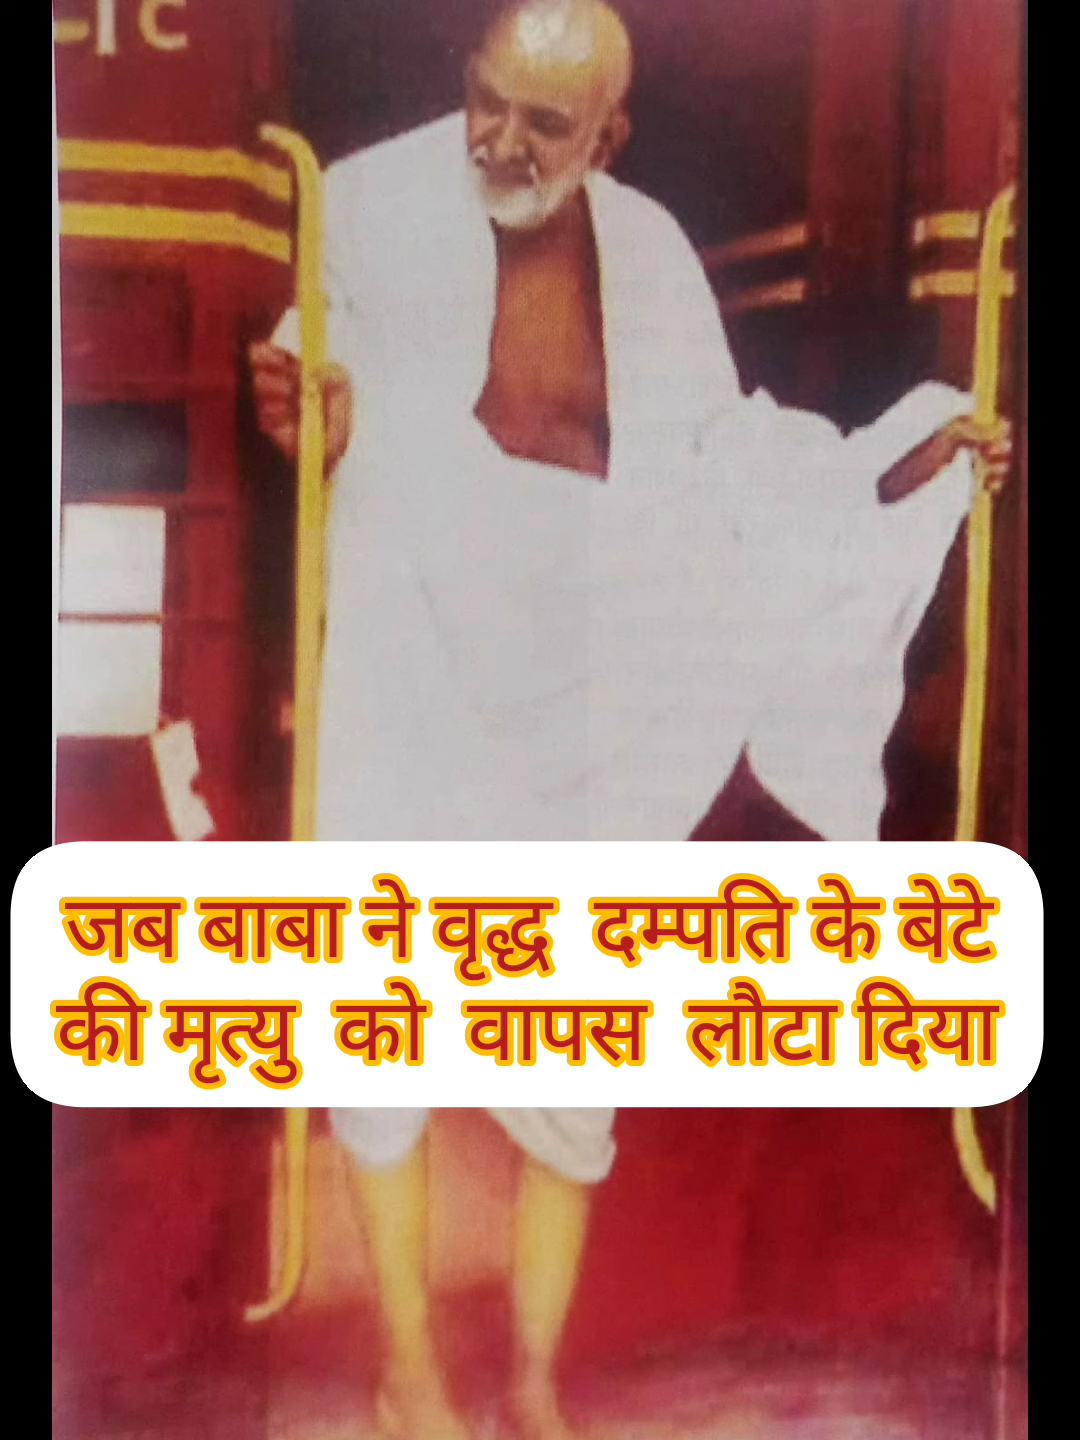 जब बाबा ने वृद्ध दम्पति के बेटे
की मृत्यु को वापस लौटा दिया